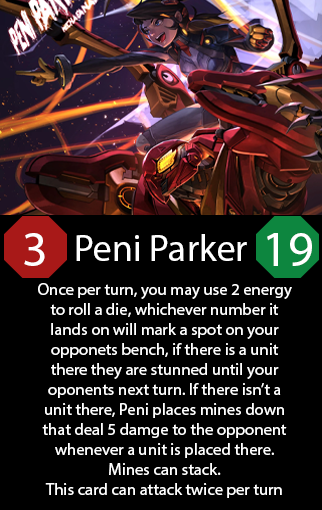 PENI PARKER
3 Peni Parker 19
Once per turn, you may use 2 energy
to roll a die, whichever number it
lands on will mark a spot on your
opponets bench, if there is a unit
there they are stunned until your
oponents next turn. If there isn't a
unit there, Peni places mines down
that deal 5 damge to the opponent
whenever a unit is placed there.
Mines can stack.
This card can attack twice per turn